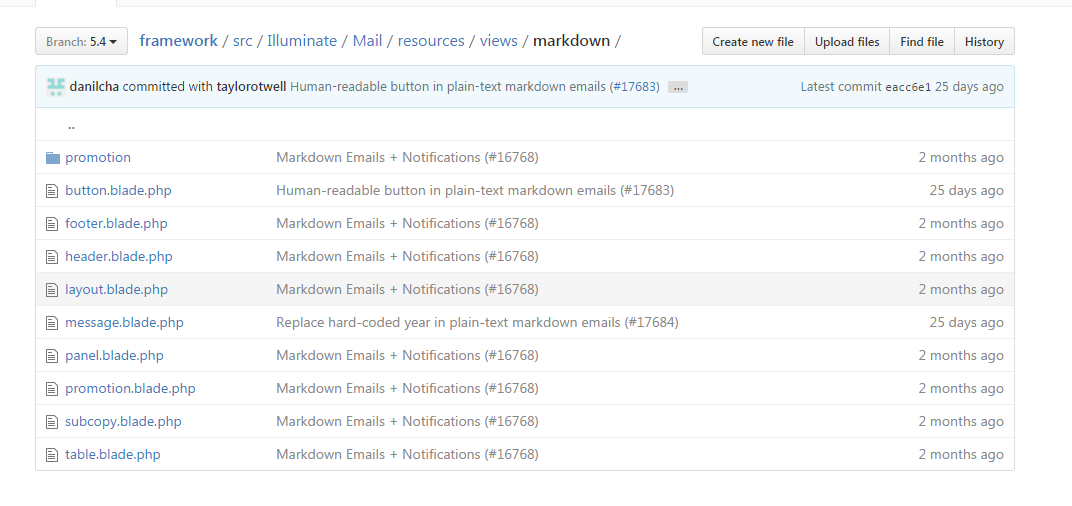 Branch: 5.4 framework / src / Illuminate / Mail / resources / views / markdown / Create new file Upload files Find file History
danilcha committed with taylorotwell Human-readable button in plain-text markdown emails (#17683) ... Latest commit eacc6e1 25 days ago
..
promotion Markdown Emails + Notifications (#16768) 2 months ago
button.blade.php Human-readable button in plain-text markdown emails (#17683) 25 days ago
footer.blade.php Markdown Emails + Notifications (#16768) 2 months ago
header.blade.php Markdown Emails + Notifications (#16768) 2 months ago
layout.blade.php Markdown Emails + Notifications (#16768) 2 months ago
message.blade.php Replace hard-coded year in plain-text markdown emails (#17684) 25 days ago
panel.blade.php Markdown Emails + Notifications (#16768) 2 months ago
promotion.blade.php Markdown Emails + Notifications (#16768) 2 months ago
subcopy.blade.php Markdown Emails + Notifications (#16768) 2 months ago
table.blade.php Markdown Emails + Notifications (#16768) 2 months ago